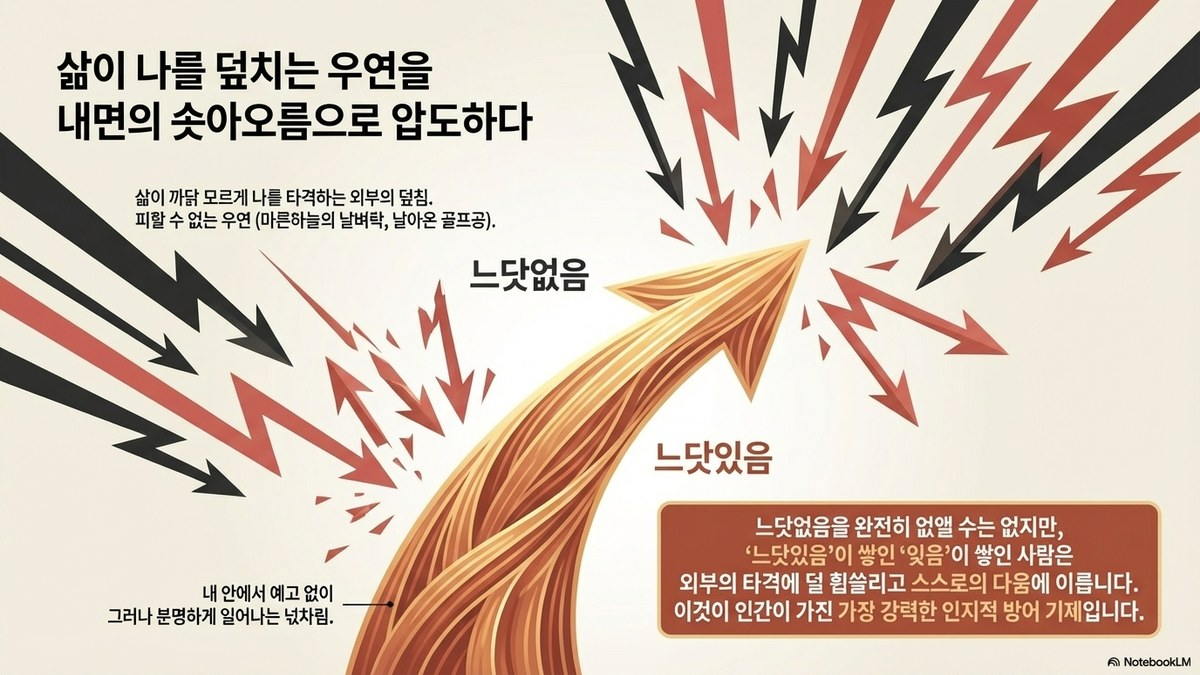 삶이 나를 덮치는 우연을
내면의 솟아오름으로 압도하다
삶이 까닭 모르게 나를 타격하는 외부의 덮침.
피할 수 없는 우연 (마른하늘의 날벼락, 날아온 골프공).
느닷없음
느닷있음
느닷없음을 완전히 없앨 수는 없지만,
‘느닷있음’이 쌓인 ‘잊음’이 쌓인 사람은
외부의 타격에 덜 휩쓸리고 스스로의 다움에 이릅니다.
이것이 인간이 가진 가장 강력한 인지적 방어 기제입니다.
내 안에서 예고 없이
그러나 분명하게 일어나는 넋차림.
NotebookLM